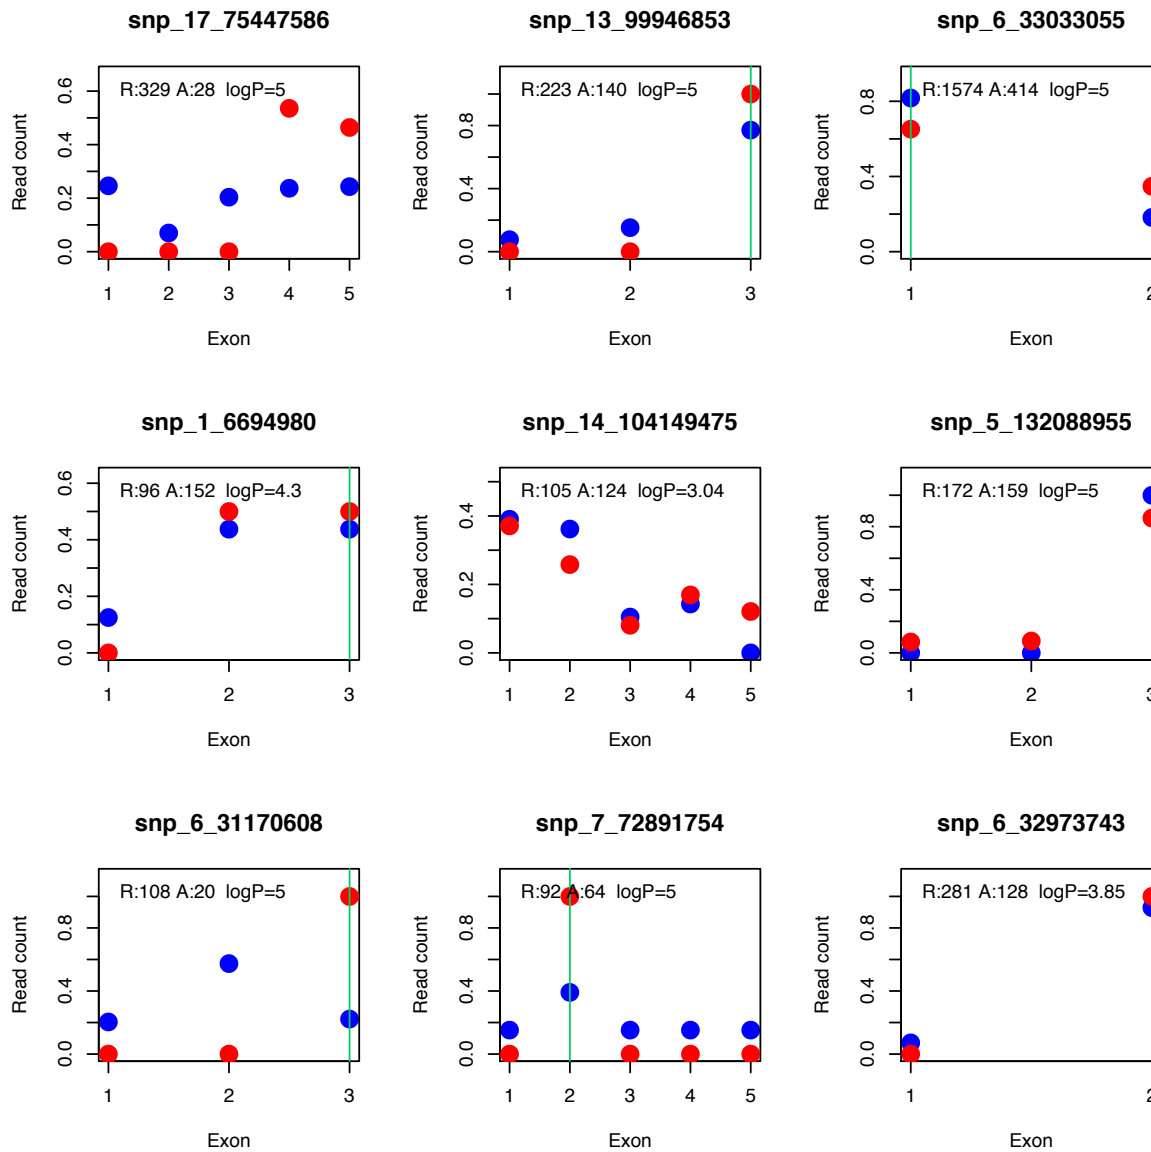 snp_17_75447586
R:329 A:28 logP=5
Read count
0.0 0.2 0.4 0.6
1 2 3 4 5
Exon
snp_13_99946853
R:223 A:140 logP=5
Read count
0.0 0.4 0.8
1 2 3
Exon
snp_6_33033055
R:1574 A:414 logP=5
Read count
0.0 0.4 0.8
1 2
Exon
snp_1_6694980
R:96 A:152 logP=4.3
Read count
0.0 0.2 0.4 0.6
1 2 3
Exon
snp_14_104149475
R:105 A:124 logP=3.04
Read count
0.0 0.2 0.4
1 2 3 4 5
Exon
snp_5_132088955
R:172 A:159 logP=5
Read count
0.0 0.4 0.8
1 2 3
Exon
snp_6_31170608
R:108 A:20 logP=5
Read count
0.0 0.4 0.8
1 2 3
Exon
snp_7_72891754
R:92 A:64 logP=5
Read count
0.0 0.4 0.8
1 2 3 4 5
Exon
snp_6_32973743
R:281 A:128 logP=3.85
Read count
0.0 0.4 0.8
1 2
Exon